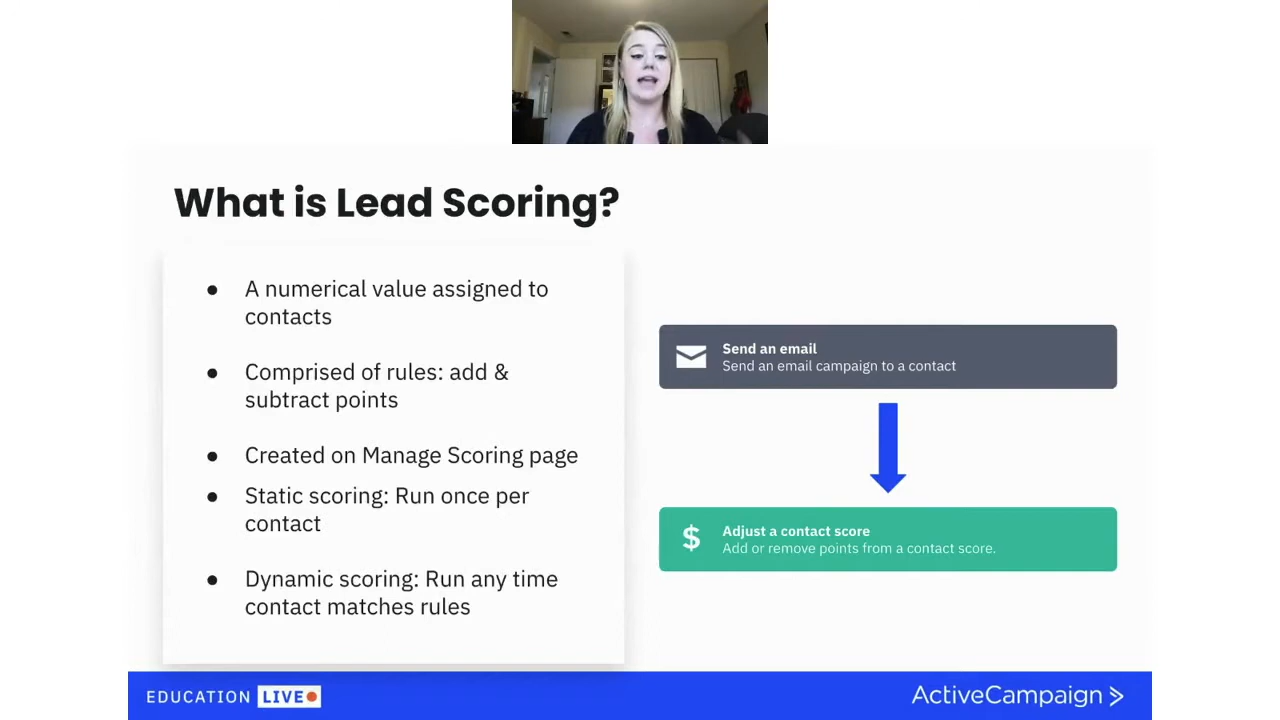 What is Lead Scoring?
● A numerical value assigned to
contacts
● Comprised of rules: add &
subtract points
● Created on Manage Scoring page
● Static scoring: Run once per
contact
● Dynamic scoring: Run any time
contact matches rules
Send an email
Send an email campaign to a contact
$
Adjust a contact score
Add or remove points from a contact score.
EDUCATION LIVE
ActiveCampaign